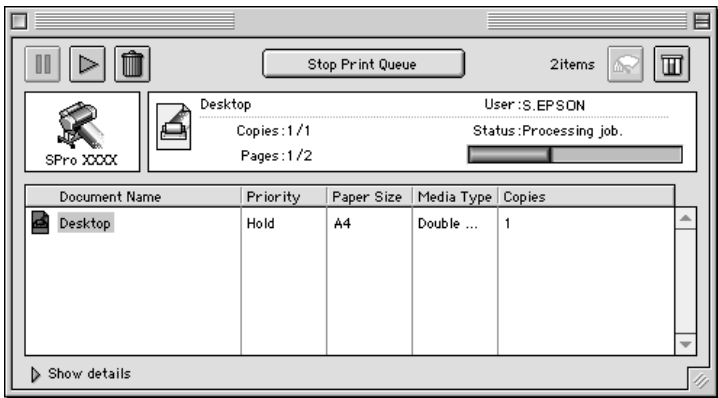 Stop Print Queue 2items
Desktop User:S.EPSON
Copies:1/1 Status:Processing job.
SPro XXXX Pages:1/2
Document Name Priority Paper Size Media Type Copies
Desktop Hold A4 Double ... 1
Show details